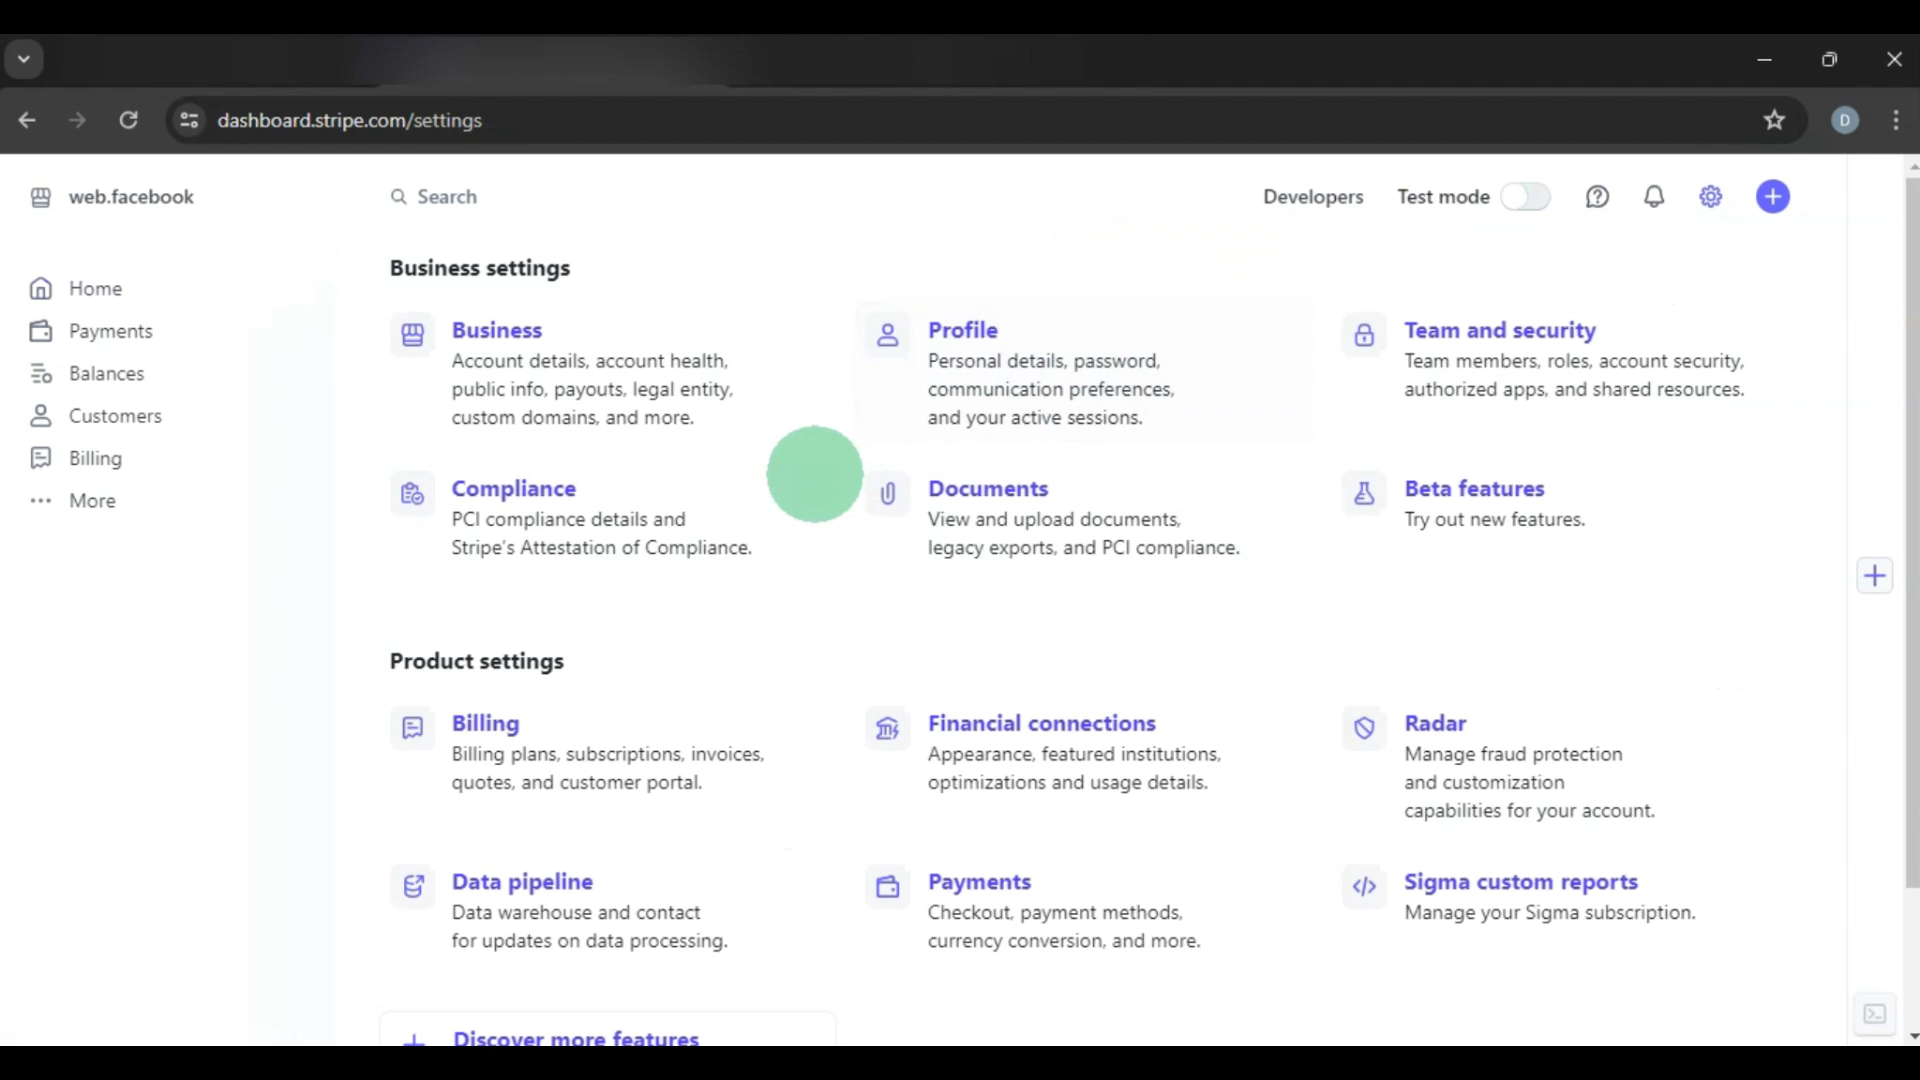 dashboard.stripe.com/settings
D
web.facebook
Search
Developers
Test mode
Home
Payments
Balances
Customers
Billing
More
Business settings
Business
Account details, account health,
public info, payouts, legal entity,
custom domains, and more.
Profile
Personal details, password,
communication preferences,
and your active sessions.
Team and security
Team members, roles, account security,
authorized apps, and shared resources.
Compliance
PCI compliance details and
Stripe's Attestation of Compliance.
Documents
View and upload documents,
legacy exports, and PCI compliance.
Beta features
Try out new features.
Product settings
Billing
Billing plans, subscriptions, invoices,
quotes, and customer portal.
Financial connections
Appearance, featured institutions,
optimizations and usage details.
Radar
Manage fraud protection
and customization
capabilities for your account.
Data pipeline
Data warehouse and contact
for updates on data processing.
Payments
Checkout, payment methods,
currency conversion, and more.
Sigma custom reports
Manage your Sigma subscription.
Discover more features